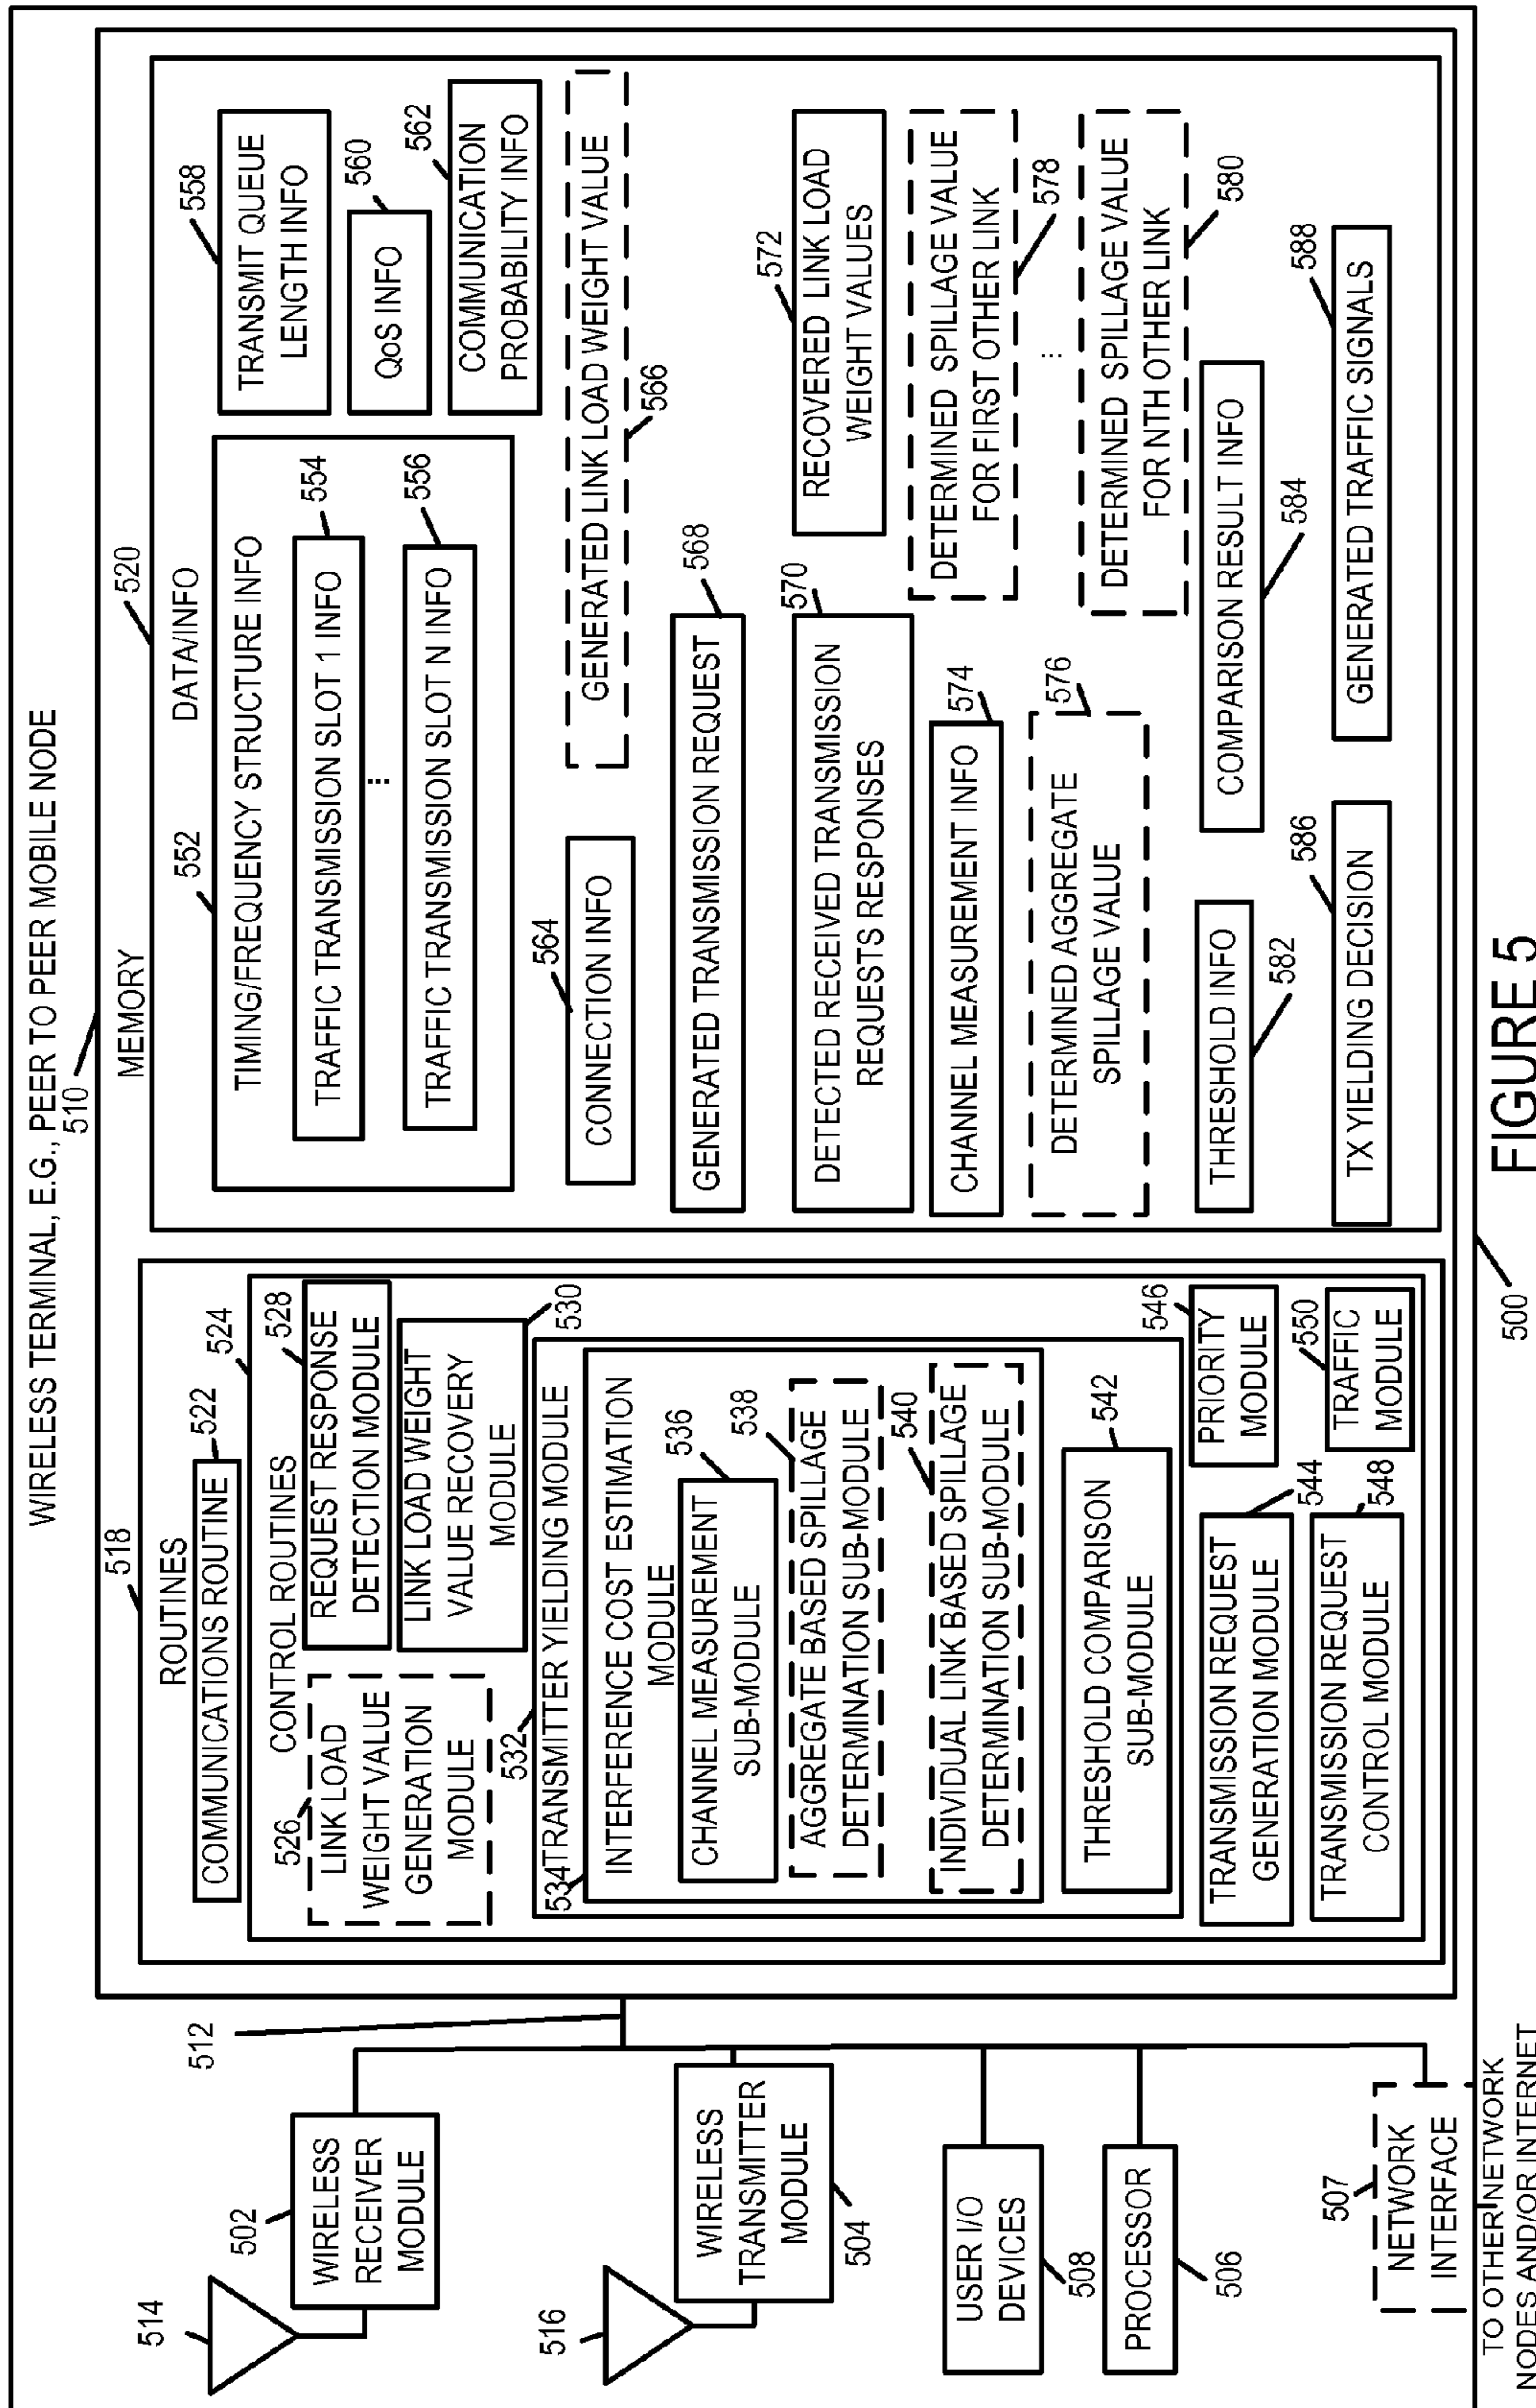 WIRELESS TERMINAL, E.G., PEER TO PEER MOBILE NODE
510
MEMORY
514
502
WIRELESS
RECEIVER
MODULE
516
WIRELESS
TRANSMITTER
MODULE
504
USER I/O
DEVICES
508
PROCESSOR
506
507
NETWORK
INTERFACE
TO OTHER NETWORK
NODES AND/OR INTERNET
512
518
ROUTINES
522
COMMUNICATIONS ROUTINE
524
CONTROL ROUTINES
526
LINK LOAD
WEIGHT VALUE
GENERATION
MODULE
528
REQUEST RESPONSE
DETECTION MODULE
LINK LOAD WEIGHT
VALUE RECOVERY
MODULE
530
532
TRANSMITTER YIELDING MODULE
534
INTERFERENCE COST ESTIMATION
MODULE
536
CHANNEL MEASUREMENT
SUB-MODULE
538
AGGREGATE BASED SPILLAGE
DETERMINATION SUB-MODULE
540
INDIVIDUAL LINK BASED SPILLAGE
DETERMINATION SUB-MODULE
542
THRESHOLD COMPARISON
SUB-MODULE
544
TRANSMISSION REQUEST
GENERATION MODULE
546
PRIORITY
MODULE
548
TRANSMISSION REQUEST
CONTROL MODULE
550
TRAFFIC
MODULE
520
DATA/INFO
552
TIMING/FREQUENCY STRUCTURE INFO
554
TRAFFIC TRANSMISSION SLOT 1 INFO
...
556
TRAFFIC TRANSMISSION SLOT N INFO
558
TRANSMIT QUEUE
LENGTH INFO
560
QoS INFO
562
COMMUNICATION
PROBABILITY INFO
564
CONNECTION INFO
GENERATED LINK LOAD WEIGHT VALUE
566
568
GENERATED TRANSMISSION REQUEST
570
DETECTED RECEIVED TRANSMISSION
REQUESTS RESPONSES
572
RECOVERED LINK LOAD
WEIGHT VALUES
574
CHANNEL MEASUREMENT INFO
576
DETERMINED AGGREGATE
SPILLAGE VALUE
DETERMINED SPILLAGE VALUE
FOR FIRST OTHER LINK
578
...
DETERMINED SPILLAGE VALUE
FOR NTH OTHER LINK
580
THRESHOLD INFO
582
COMPARISON RESULT INFO
584
586
TX YIELDING DECISION
588
GENERATED TRAFFIC SIGNALS
500
FIGURE 5